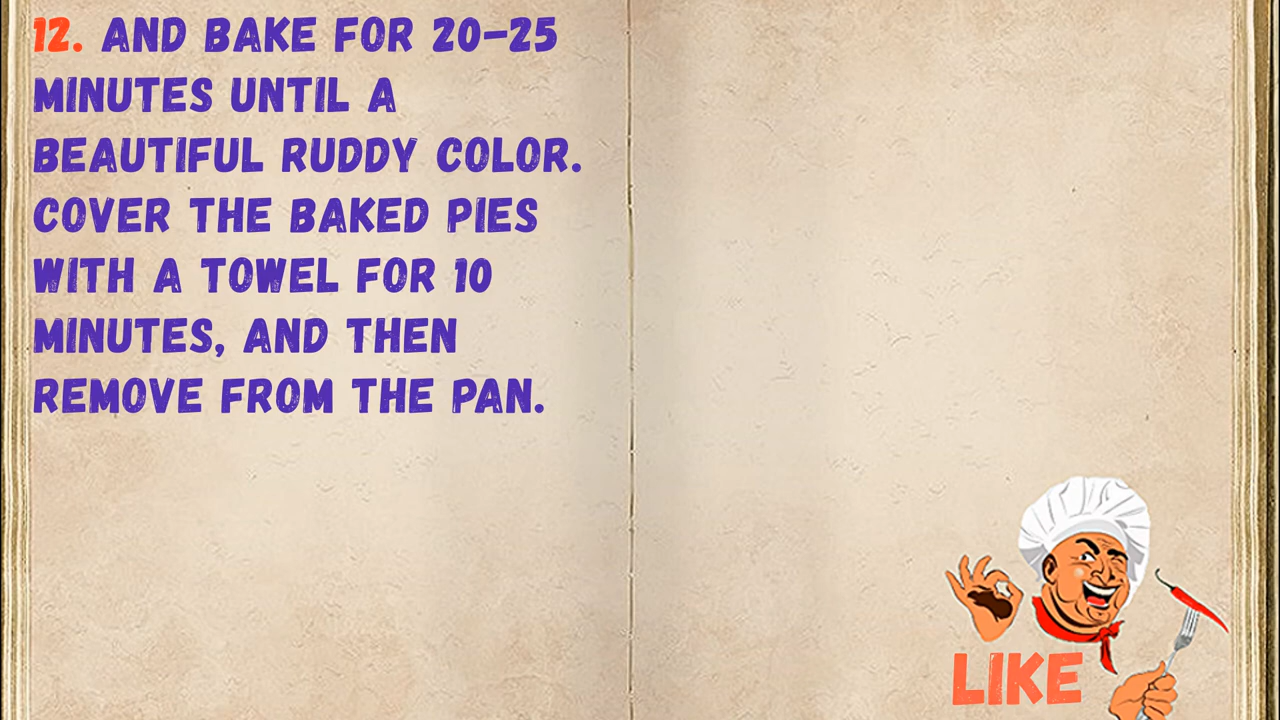 12. AND BAKE FOR 20–25
MINUTES UNTIL A
BEAUTIFUL RUDDY COLOR.
COVER THE BAKED PIES
WITH A TOWEL FOR 10
MINUTES, AND THEN
REMOVE FROM THE PAN.
LIKE